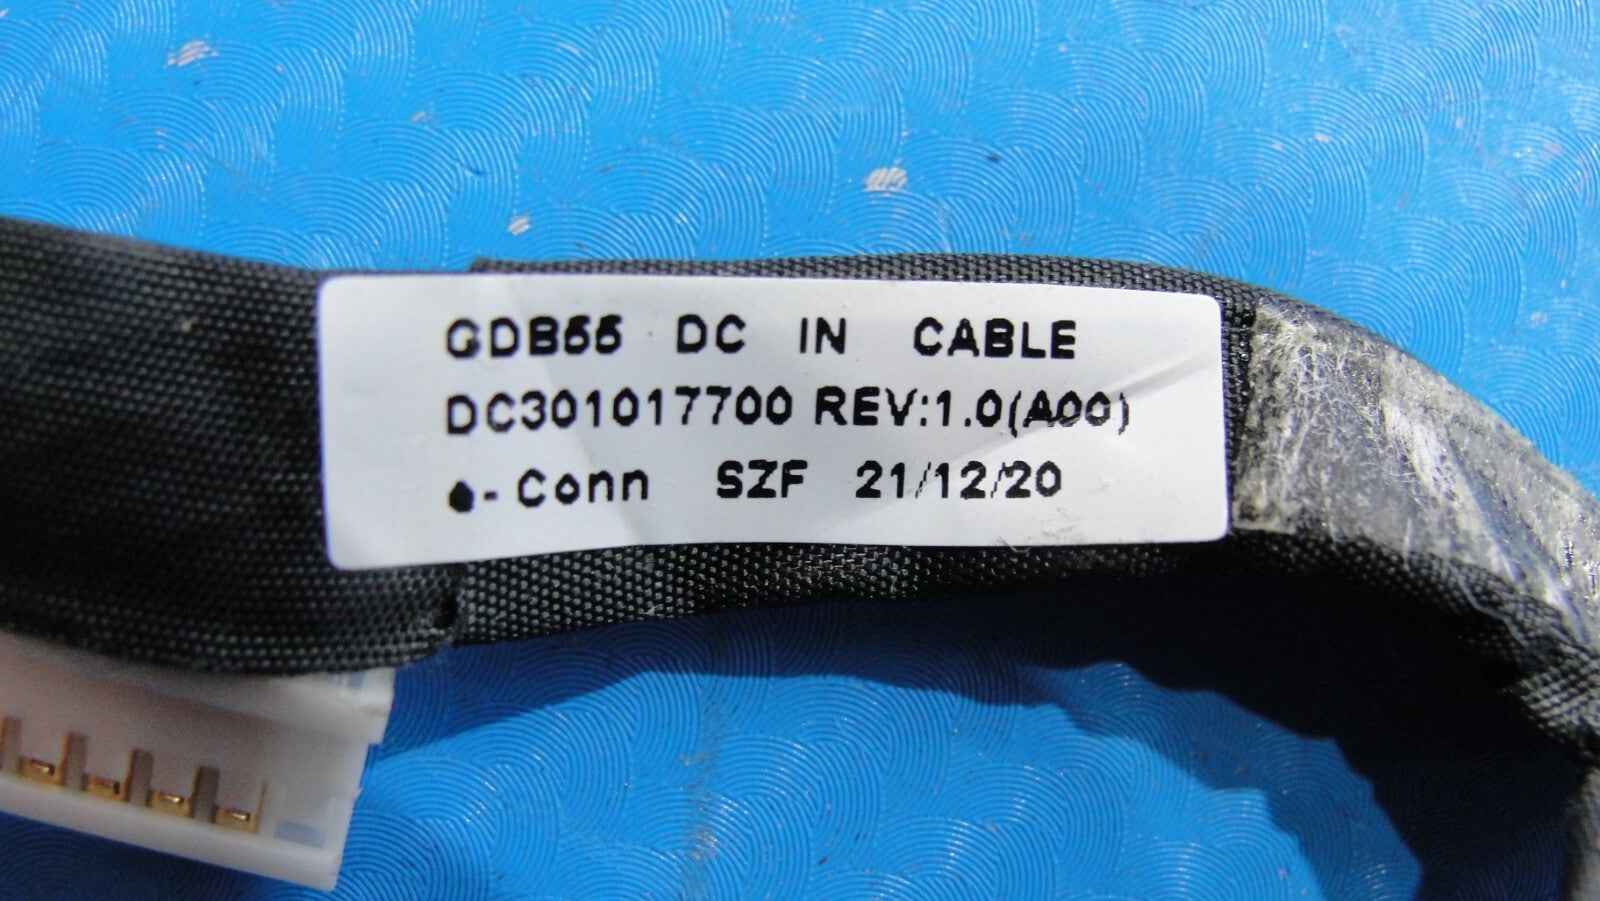 GDB55 DC IN CABLE
DC301017700 REV:1.0(A00)
e-Conn SZF 21/12/20